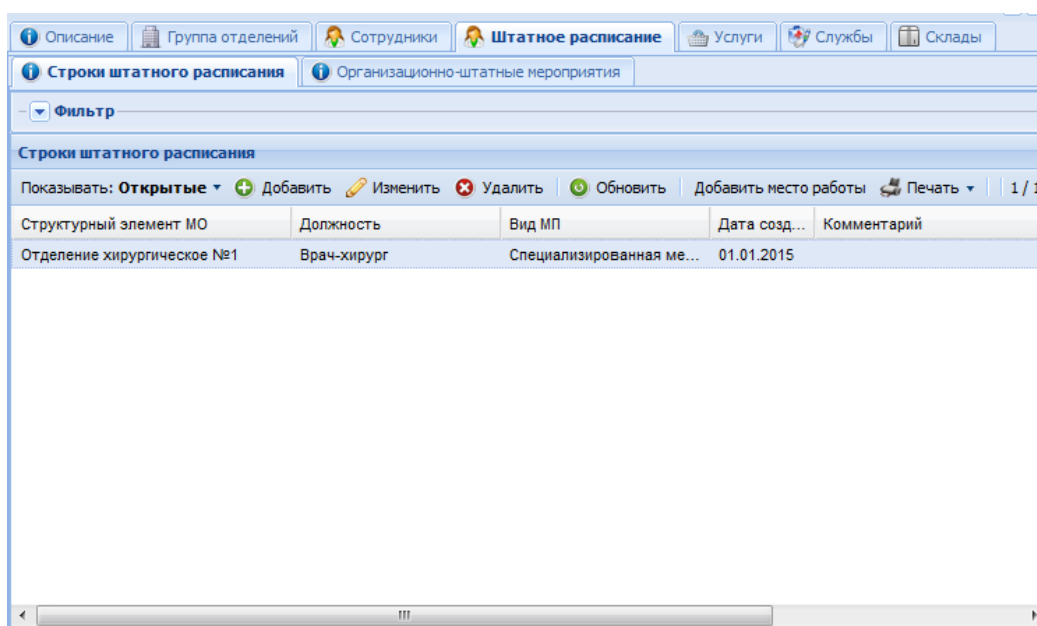 Описание Группа отделений Сотрудники Штатное расписание Услуги Службы Склады
Строки штатного расписания Организационно-штатные мероприятия
Фильтр
Строки штатного расписания
Показывать: Открытые Добавить Изменить Удалить Обновить Добавить место работы Печать 1 / 1
Структурный элемент МО Должность Вид МП Дата созд... Комментарий
Отделение хирургическое №1 Врач-хирург Специализированная ме... 01.01.2015